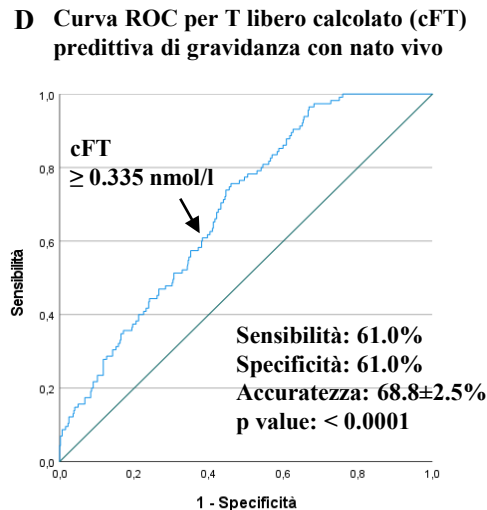 D Curva ROC per T libero calcolato (cFT)
predittiva di gravidanza con nato vivo
1,0
0,8
0,6
0,4
0,2
0,0
Sensibilità
cFT
≥ 0.335 nmol/l
Sensibilità: 61.0%
Specificità: 61.0%
Accuratezza: 68.8±2.5%
p value: < 0.0001
0,0 0,2 0,4 0,6 0,8 1,0
1 - Specificità